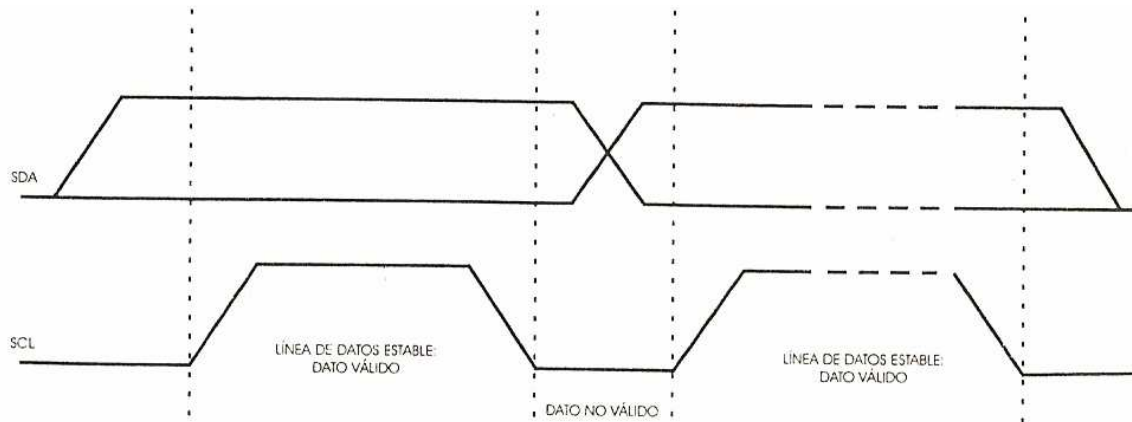 SDA
SCL
LÍNEA DE DATOS ESTABLE:
DATO VÁLIDO
LÍNEA DE DATOS ESTABLE:
DATO VÁLIDO
DATO NO VÁLIDO